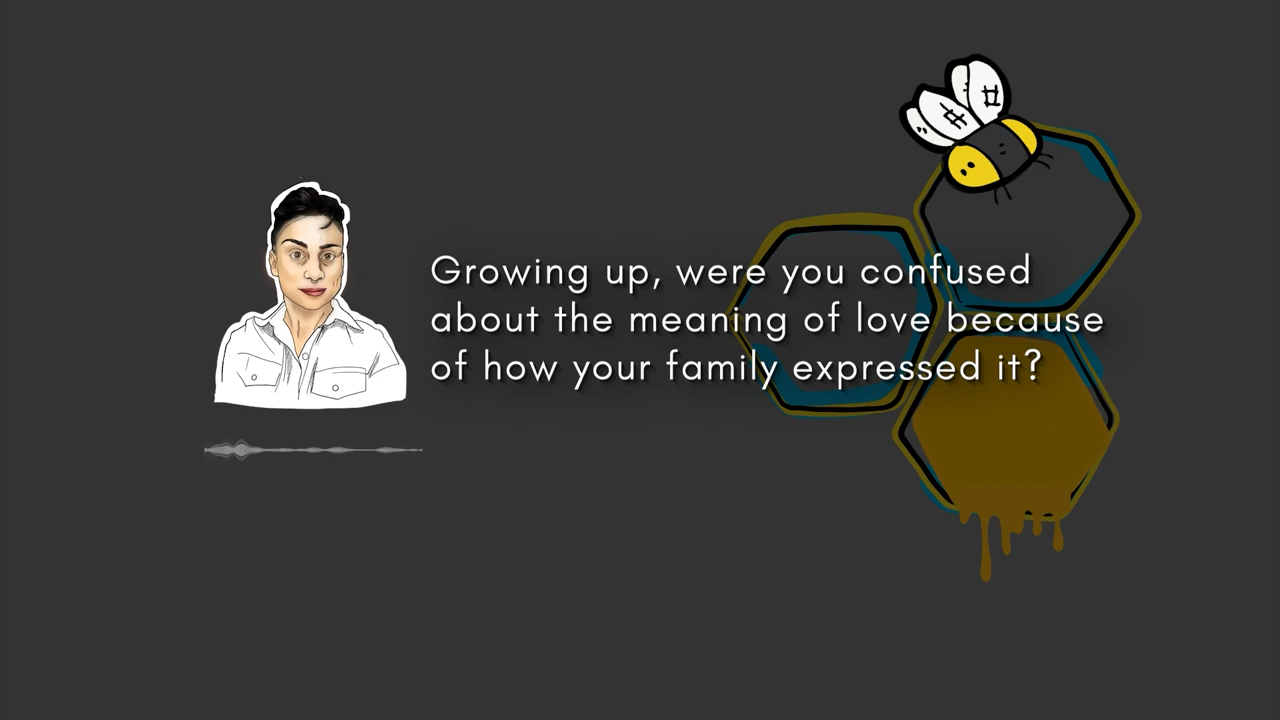 Growing up, were you confused
about the meaning of love because
of how your family expressed it?